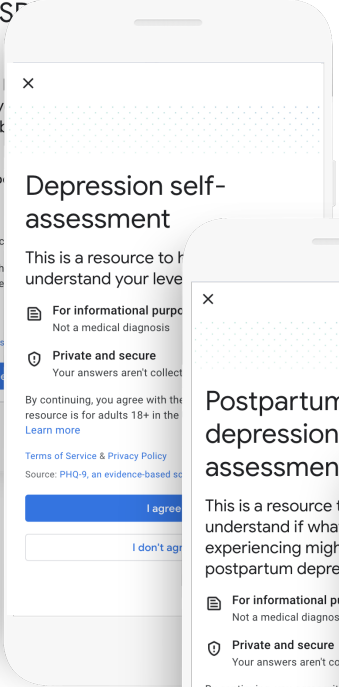 Depression self-
assessment
This is a resource to h
understand your leve
For informational purpo
Not a medical diagnosis
Private and secure
Your answers aren't collect
By continuing, you agree with the
resource is for adults 18+ in the
Learn more
Terms of Service & Privacy Policy
Source: PHQ-9, an evidence-based sc
I agree
I don't agr
Postpartum
depression
assessmen
This is a resource t
understand if wha
experiencing migh
postpartum depre
For informational pu
Not a medical diagnos
Private and secure
Your answers aren't co